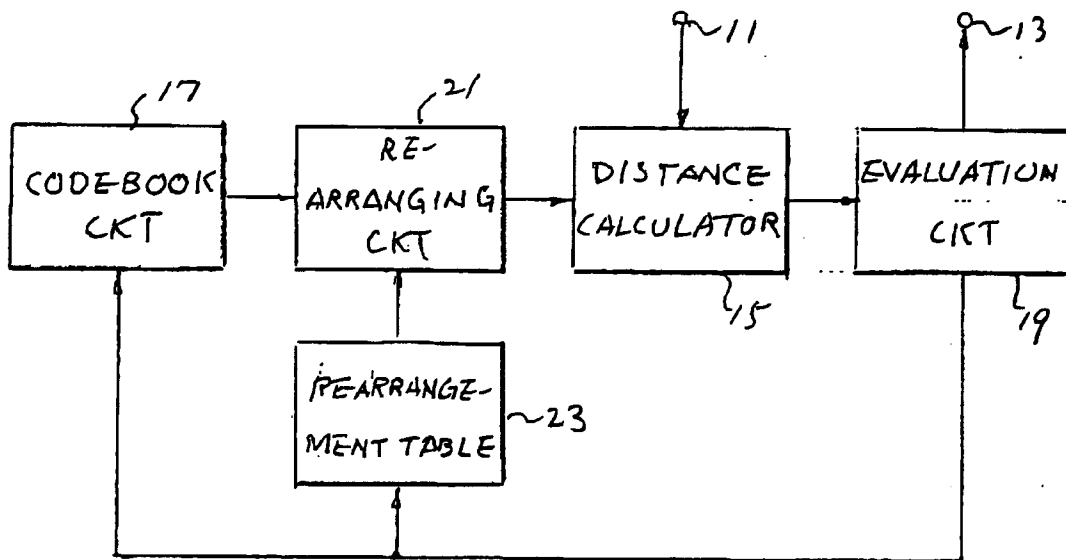 11
13
17
21
CODEBOOK
CKT
RE-
ARRANGING
CKT
DISTANCE
CALCULATOR
EVALUATION
CKT
15
19
REARRANGE-
MENT TABLE
23